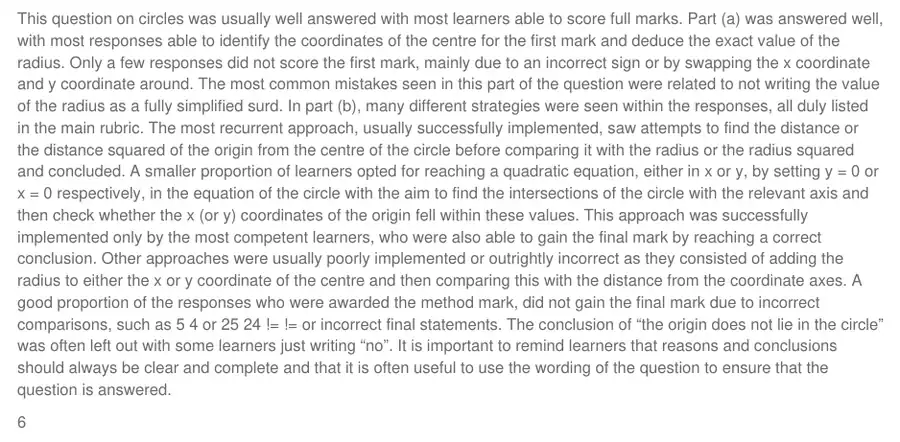 This question on circles was usually well answered with most learners able to score full marks. Part (a) was answered well,
with most responses able to identify the coordinates of the centre for the first mark and deduce the exact value of the
radius. Only a few responses did not score the first mark, mainly due to an incorrect sign or by swapping the x coordinate
and y coordinate around. The most common mistakes seen in this part of the question were related to not writing the value
of the radius as a fully simplified surd. In part (b), many different strategies were seen within the responses, all duly listed
in the main rubric. The most recurrent approach, usually successfully implemented, saw attempts to find the distance or
the distance squared of the origin from the centre of the circle before comparing it with the radius or the radius squared
and concluded. A smaller proportion of learners opted for reaching a quadratic equation, either in x or y, by setting y = 0 or
x = 0 respectively, in the equation of the circle with the aim to find the intersections of the circle with the relevant axis and
then check whether the x (or y) coordinates of the origin fell within these values. This approach was successfully
implemented only by the most competent learners, who were also able to gain the final mark by reaching a correct
conclusion. Other approaches were usually poorly implemented or outrightly incorrect as they consisted of adding the
radius to either the x or y coordinate of the centre and then comparing this with the distance from the coordinate axes. A
good proportion of the responses who were awarded the method mark, did not gain the final mark due to incorrect
comparisons, such as 5 4 or 25 24 != != or incorrect final statements. The conclusion of “the origin does not lie in the circle”
was often left out with some learners just writing “no”. It is important to remind learners that reasons and conclusions
should always be clear and complete and that it is often useful to use the wording of the question to ensure that the
question is answered.
6